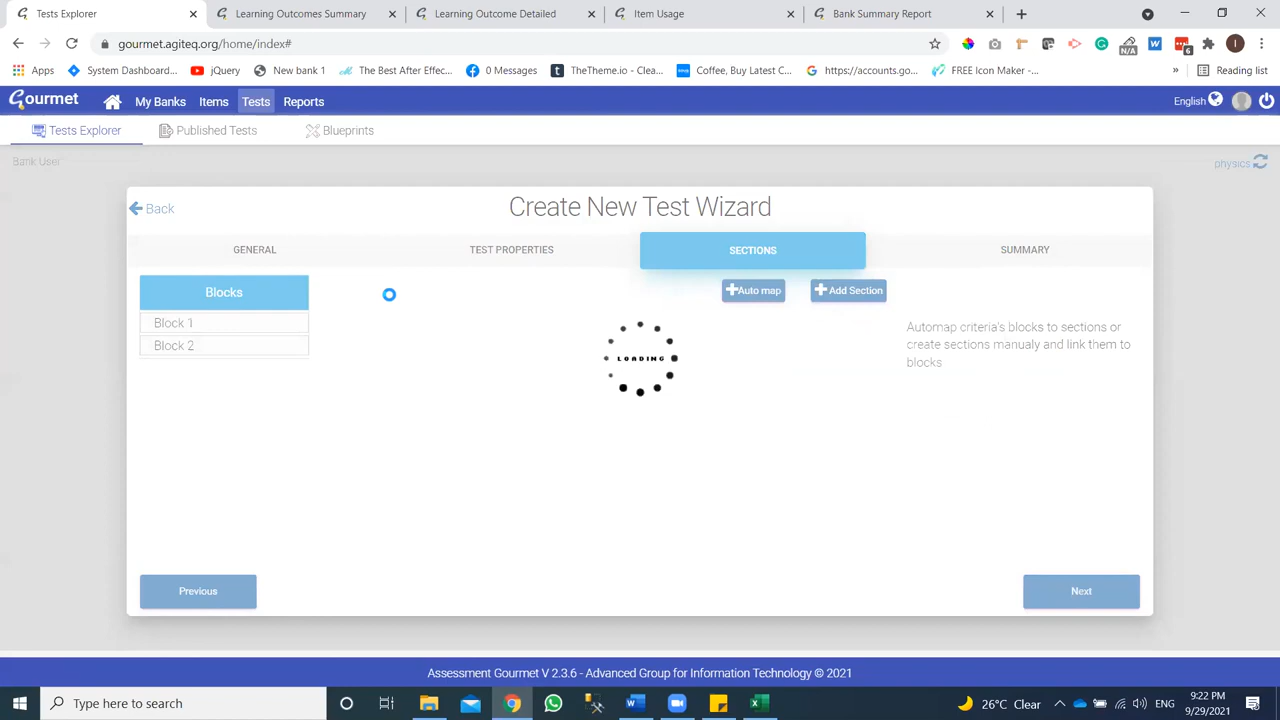 Tests Explorer
Learning Outcomes Summary
Learning Outcome Detailed
Item Usage
Bank Summary Report
gourmet.agiteq.org/home/index#
N/A
W
6
I
Apps
System Dashboard...
jQuery
New bank 1
The Best After Effec...
0 Messages
TheTheme.io - Clea...
Coffee, Buy Latest C...
https://accounts.go...
FREE Icon Maker -...
»
Reading list
Gourmet
My Banks
Items
Tests
Reports
English
Tests Explorer
Published Tests
Blueprints
Bank User
physics
Back
Create New Test Wizard
GENERAL
TEST PROPERTIES
SECTIONS
SUMMARY
Blocks
Auto map
Add Section
Block 1
Block 2
Automap criteria's blocks to sections or
create sections manualy and link them to
blocks
LOADING
Previous
Next
Assessment Gourmet V 2.3.6 - Advanced Group for Information Technology © 2021
Type here to search
26°C Clear
ENG
9:22 PM
9/29/2021